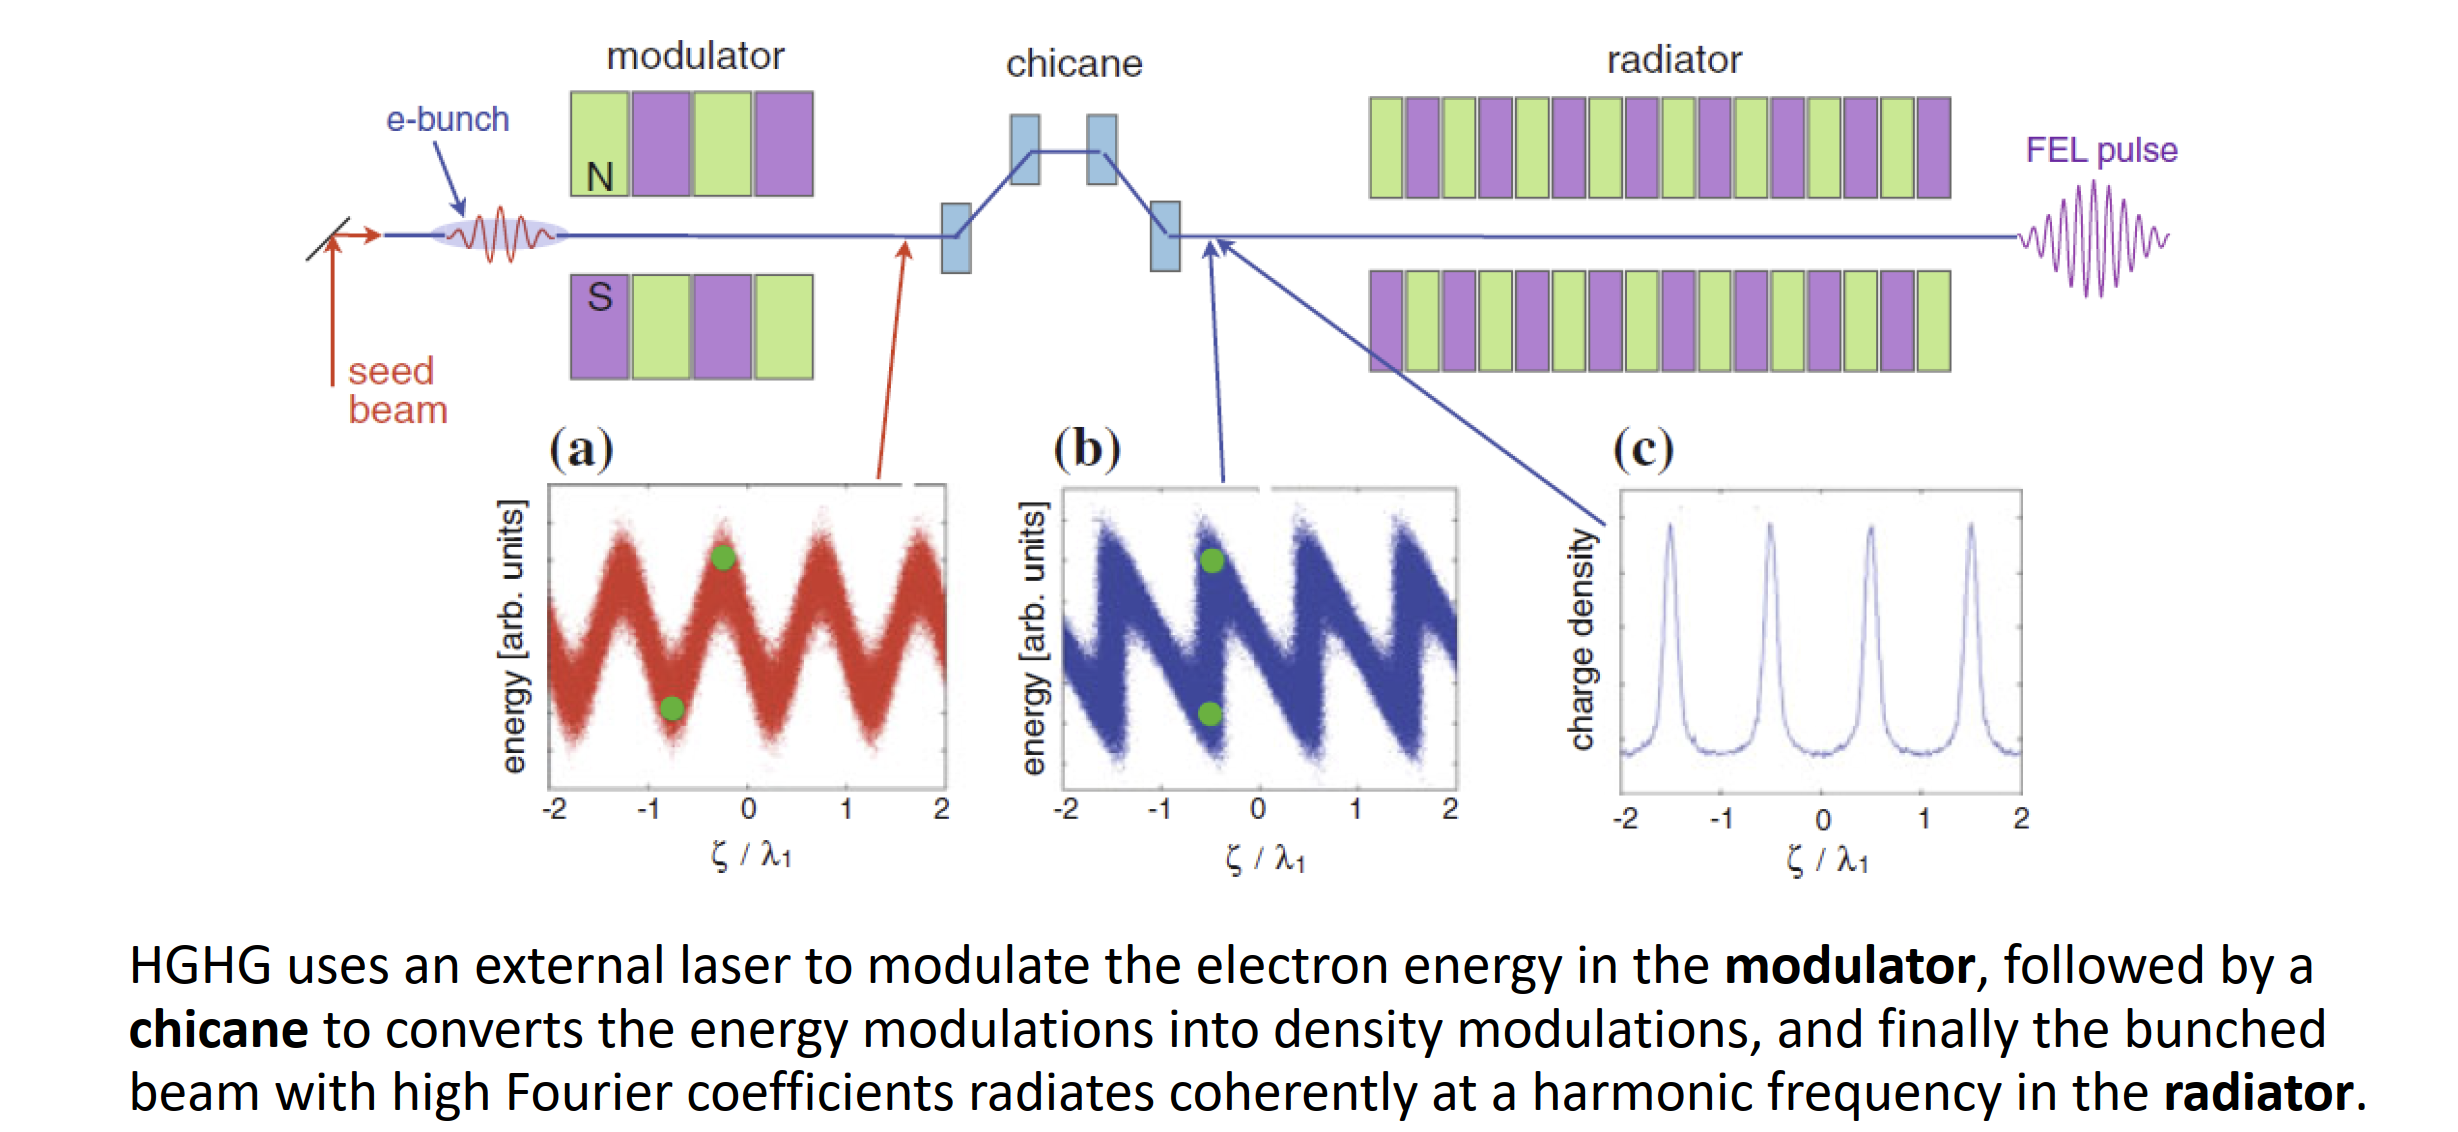 modulator
chicane
radiator
e-bunch
N
FEL pulse
S
seed
beam
(a)
(b)
(c)
energy [arb. units]
-2 -1 0 1 2
ζ / λ₁
energy [arb. units]
-2 -1 0 1 2
ζ / λ₁
charge density
-2 -1 0 1 2
ζ / λ₁
HGHG uses an external laser to modulate the electron energy in the modulator, followed by a
chicane to converts the energy modulations into density modulations, and finally the bunched
beam with high Fourier coefficients radiates coherently at a harmonic frequency in the radiator.